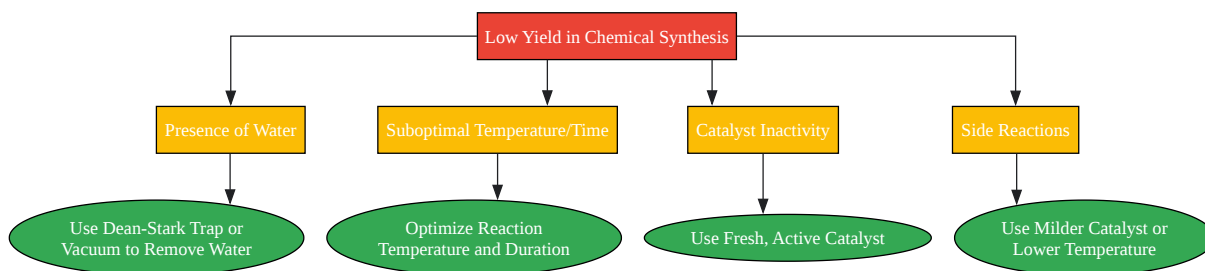 Low Yield in Chemical Synthesis
Presence of Water
Suboptimal Temperature/Time
Catalyst Inactivity
Side Reactions
Use Dean-Stark Trap or
Vacuum to Remove Water
Optimize Reaction
Temperature and Duration
Use Fresh, Active Catalyst
Use Milder Catalyst or
Lower Temperature